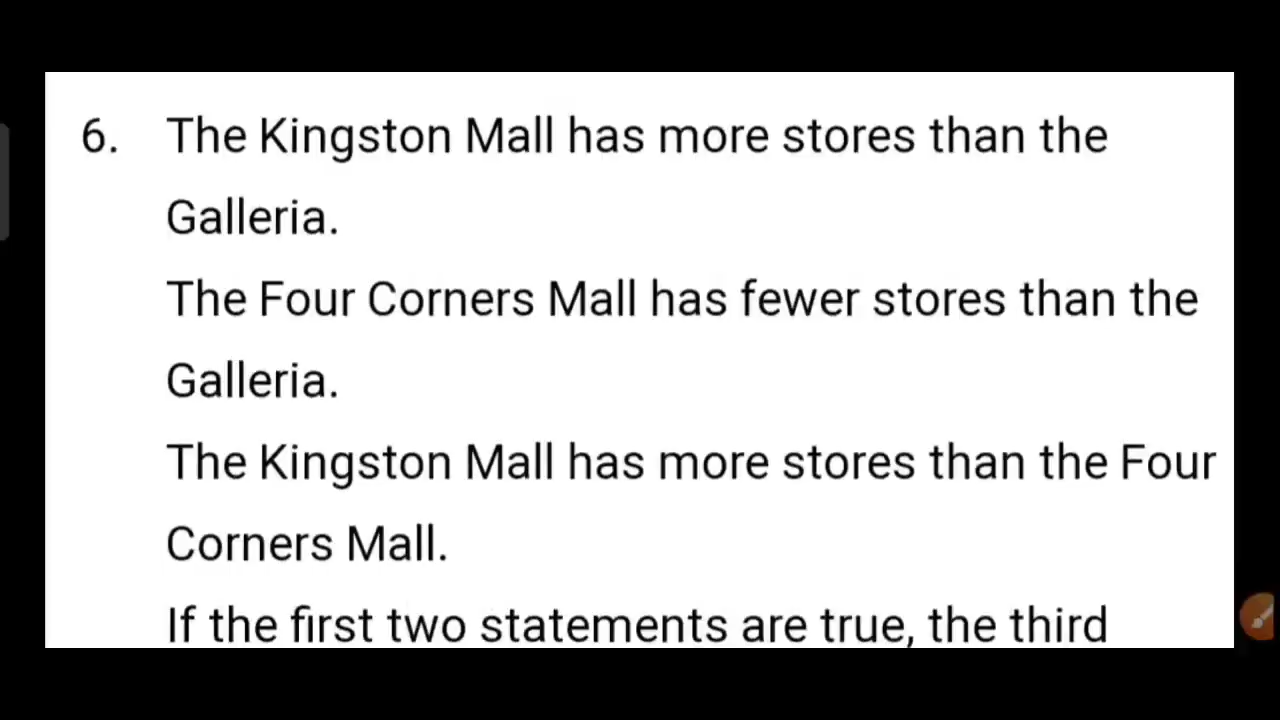 6. The Kingston Mall has more stores than the
Galleria.
The Four Corners Mall has fewer stores than the
Galleria.
The Kingston Mall has more stores than the Four
Corners Mall.
If the first two statements are true, the third